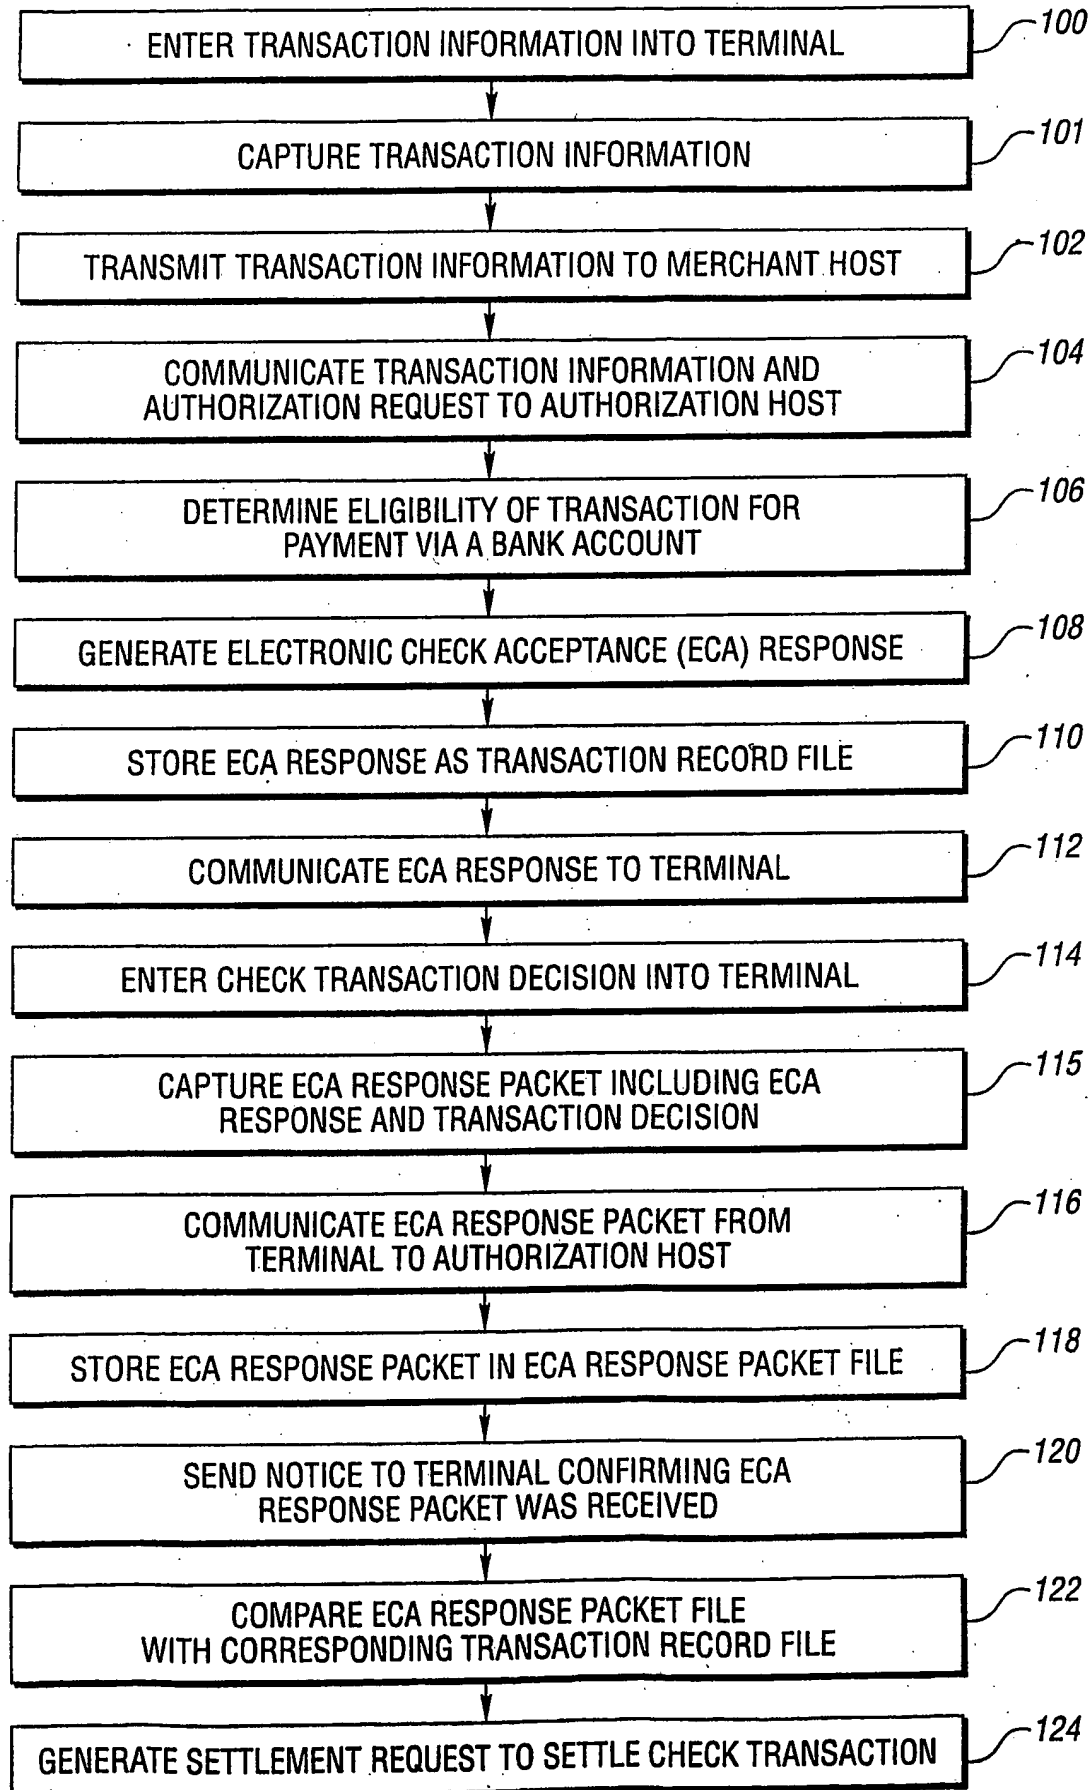 ENTER TRANSACTION INFORMATION INTO TERMINAL
100
CAPTURE TRANSACTION INFORMATION
101
TRANSMIT TRANSACTION INFORMATION TO MERCHANT HOST
102
COMMUNICATE TRANSACTION INFORMATION AND
AUTHORIZATION REQUEST TO AUTHORIZATION HOST
104
DETERMINE ELIGIBILITY OF TRANSACTION FOR
PAYMENT VIA A BANK ACCOUNT
106
GENERATE ELECTRONIC CHECK ACCEPTANCE (ECA) RESPONSE
108
STORE ECA RESPONSE AS TRANSACTION RECORD FILE
110
COMMUNICATE ECA RESPONSE TO TERMINAL
112
ENTER CHECK TRANSACTION DECISION INTO TERMINAL
114
CAPTURE ECA RESPONSE PACKET INCLUDING ECA
RESPONSE AND TRANSACTION DECISION
115
COMMUNICATE ECA RESPONSE PACKET FROM
TERMINAL TO AUTHORIZATION HOST
116
STORE ECA RESPONSE PACKET IN ECA RESPONSE PACKET FILE
118
SEND NOTICE TO TERMINAL CONFIRMING ECA
RESPONSE PACKET WAS RECEIVED
120
COMPARE ECA RESPONSE PACKET FILE
WITH CORRESPONDING TRANSACTION RECORD FILE
122
GENERATE SETTLEMENT REQUEST TO SETTLE CHECK TRANSACTION
124